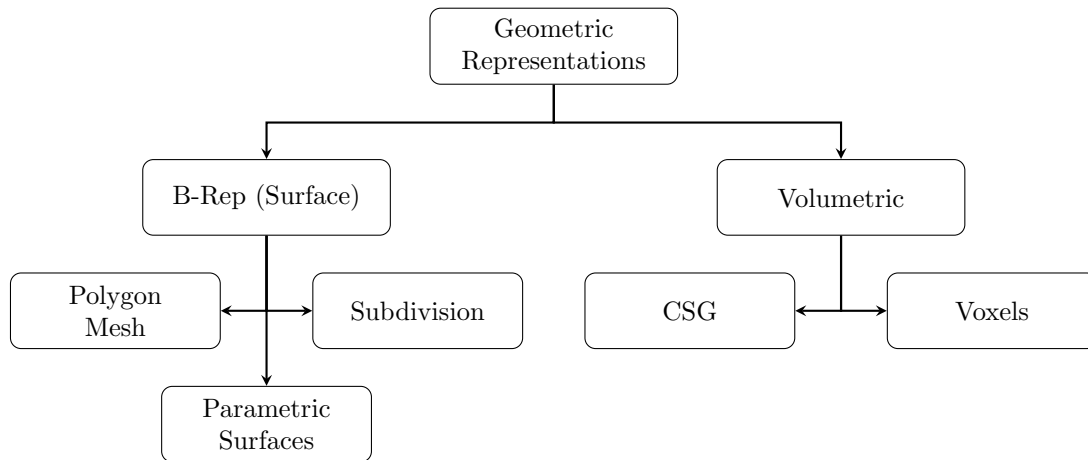 Geometric
Representations
B-Rep (Surface)
Volumetric
Polygon
Mesh
Subdivision
CSG
Voxels
Parametric
Surfaces